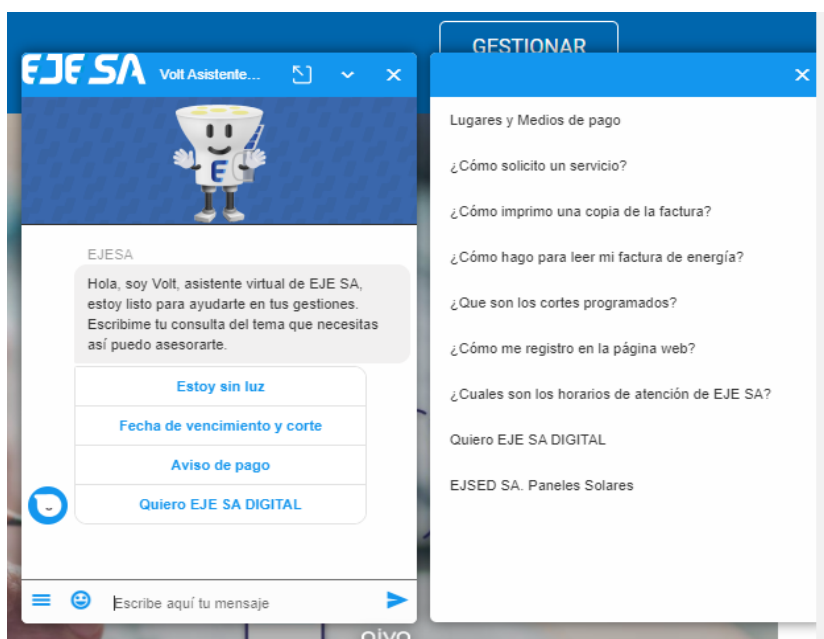 GESTIONAR
EJESA Volt Asistente...
E
EJESA
Hola, soy Volt, asistente virtual de EJE SA,
estoy listo para ayudarte en tus gestiones.
Escribime tu consulta del tema que necesitas
así puedo asesorarte.
Estoy sin luz
Fecha de vencimiento y corte
Aviso de pago
Quiero EJE SA DIGITAL
Escribe aquí tu mensaje
Lugares y Medios de pago
¿Cómo solicito un servicio?
¿Cómo imprimo una copia de la factura?
¿Cómo hago para leer mi factura de energía?
¿Que son los cortes programados?
¿Cómo me registro en la página web?
¿Cuales son los horarios de atención de EJE SA?
Quiero EJE SA DIGITAL
EJSED SA. Paneles Solares